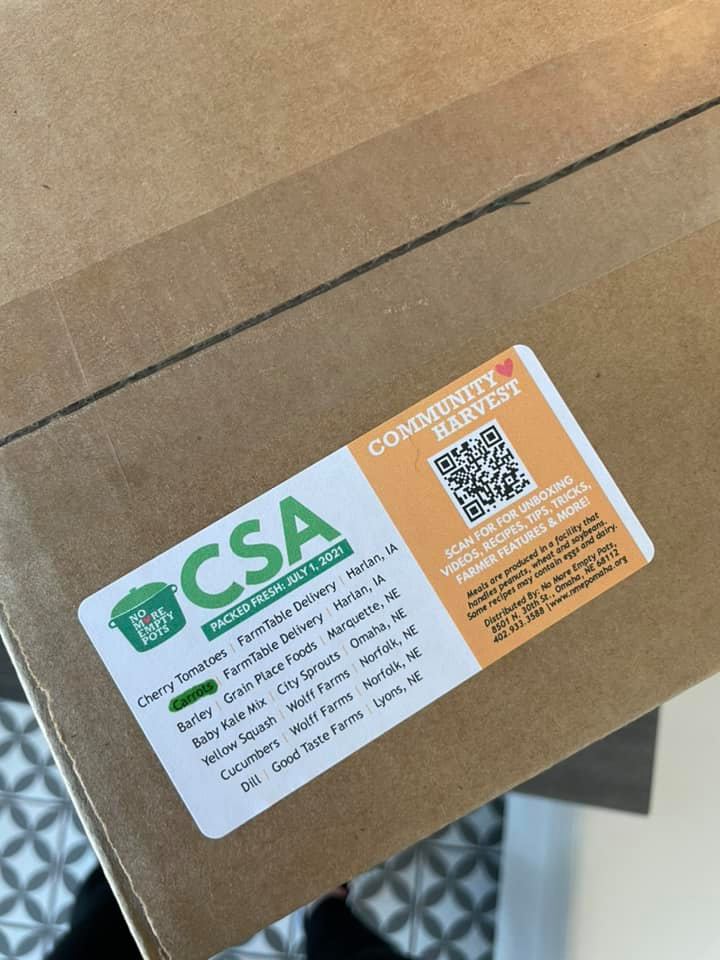 NO
MORE
EMPTY
POTS
CSA
PACKED FRESH: JULY 1, 2021
Cherry Tomatoes | FarmTable Delivery | Harlan, IA
Carrots | FarmTable Delivery | Harlan, IA
Barley | Grain Place Foods | Marquette, NE
Baby Kale Mix | City Sprouts | Omaha, NE
Yellow Squash | Wolff Farms | Norfolk, NE
Cucumbers | Wolff Farms | Norfolk, NE
Dill | Good Taste Farms | Lyons, NE
COMMUNITY
HARVEST
SCAN FOR FOR UNBOXING
VIDEOS, RECIPES, TIPS, TRICKS,
FARMER FEATURES & MORE!
Meals are produced in a facility that
handles peanuts, wheat and soybeans.
Some recipes may contain eggs and dairy.
Distributed By: No More Empty Pots,
8501 N. 30th St., Omaha, NE 68112
402.933.3588 | www.nmepomaha.org